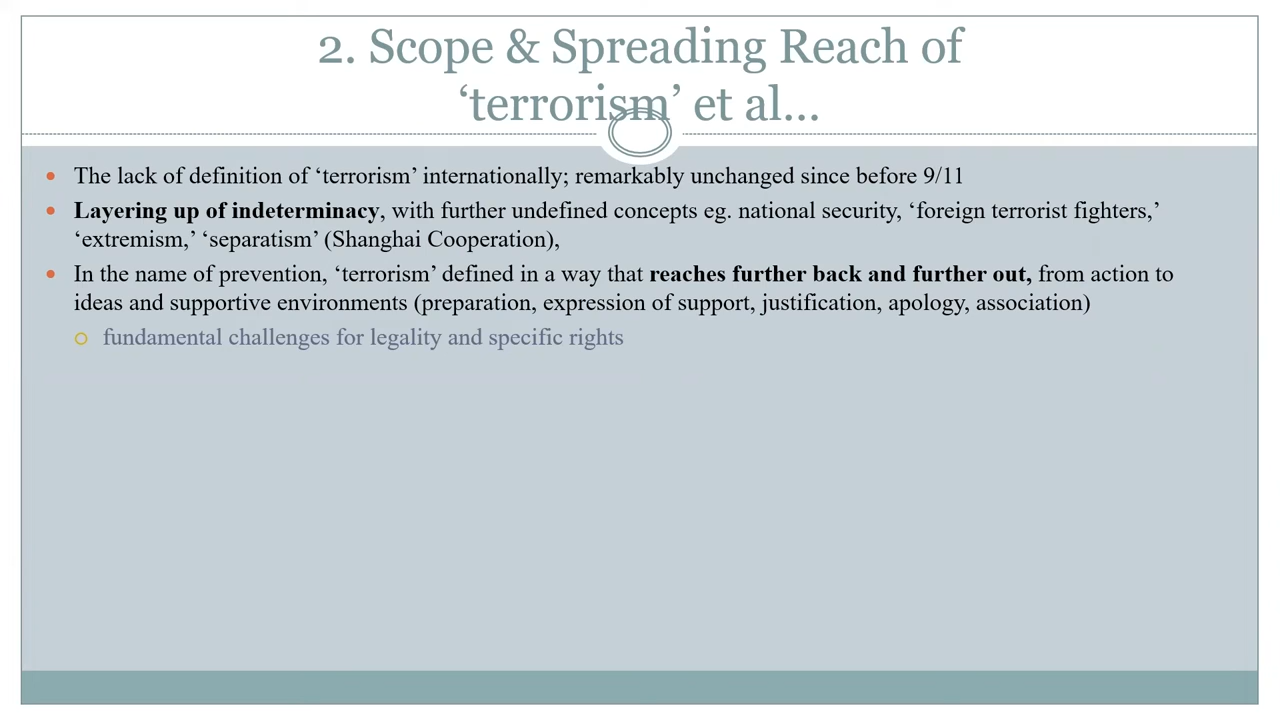 2. Scope & Spreading Reach of
‘terrorism’ et al…
The lack of definition of ‘terrorism’ internationally; remarkably unchanged since before 9/11
Layering up of indeterminacy, with further undefined concepts eg. national security, ‘foreign terrorist fighters,’
‘extremism,’ ‘separatism’ (Shanghai Cooperation),
In the name of prevention, ‘terrorism’ defined in a way that reaches further back and further out, from action to
ideas and supportive environments (preparation, expression of support, justification, apology, association)
fundamental challenges for legality and specific rights